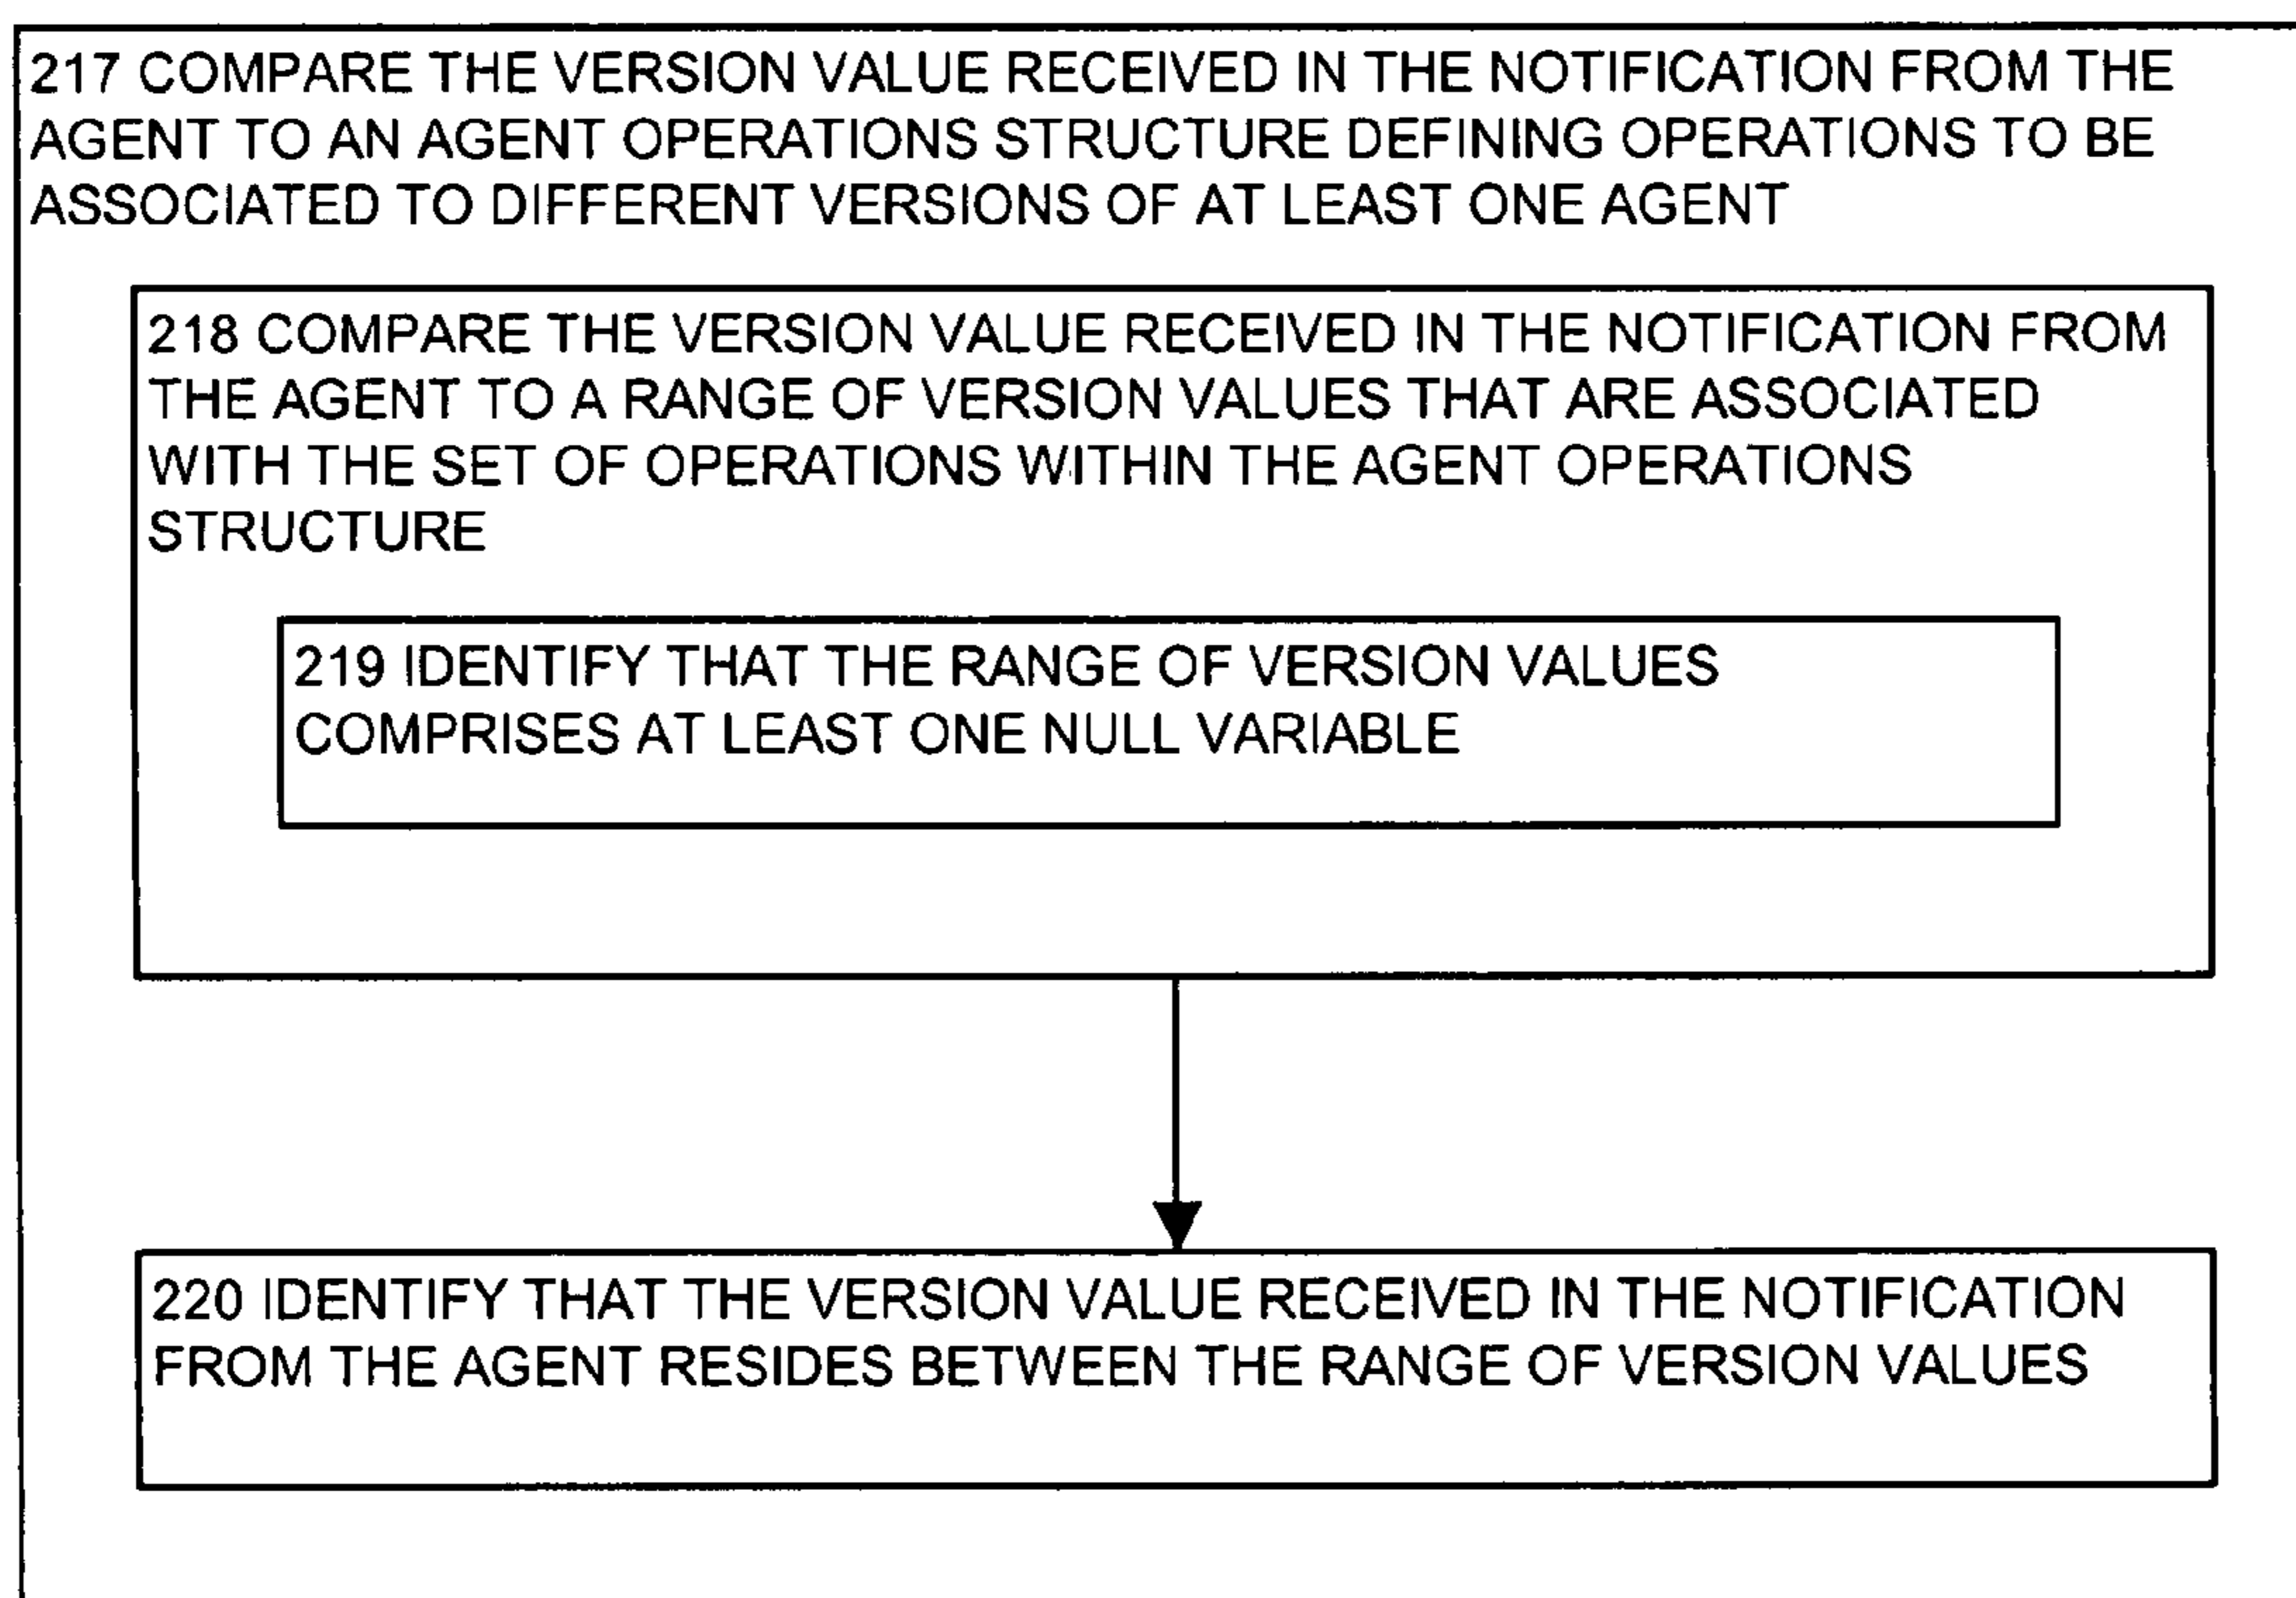 217 COMPARE THE VERSION VALUE RECEIVED IN THE NOTIFICATION FROM THE
AGENT TO AN AGENT OPERATIONS STRUCTURE DEFINING OPERATIONS TO BE
ASSOCIATED TO DIFFERENT VERSIONS OF AT LEAST ONE AGENT
218 COMPARE THE VERSION VALUE RECEIVED IN THE NOTIFICATION FROM
THE AGENT TO A RANGE OF VERSION VALUES THAT ARE ASSOCIATED
WITH THE SET OF OPERATIONS WITHIN THE AGENT OPERATIONS
STRUCTURE
219 IDENTIFY THAT THE RANGE OF VERSION VALUES
COMPRISES AT LEAST ONE NULL VARIABLE
220 IDENTIFY THAT THE VERSION VALUE RECEIVED IN THE NOTIFICATION
FROM THE AGENT RESIDES BETWEEN THE RANGE OF VERSION VALUES